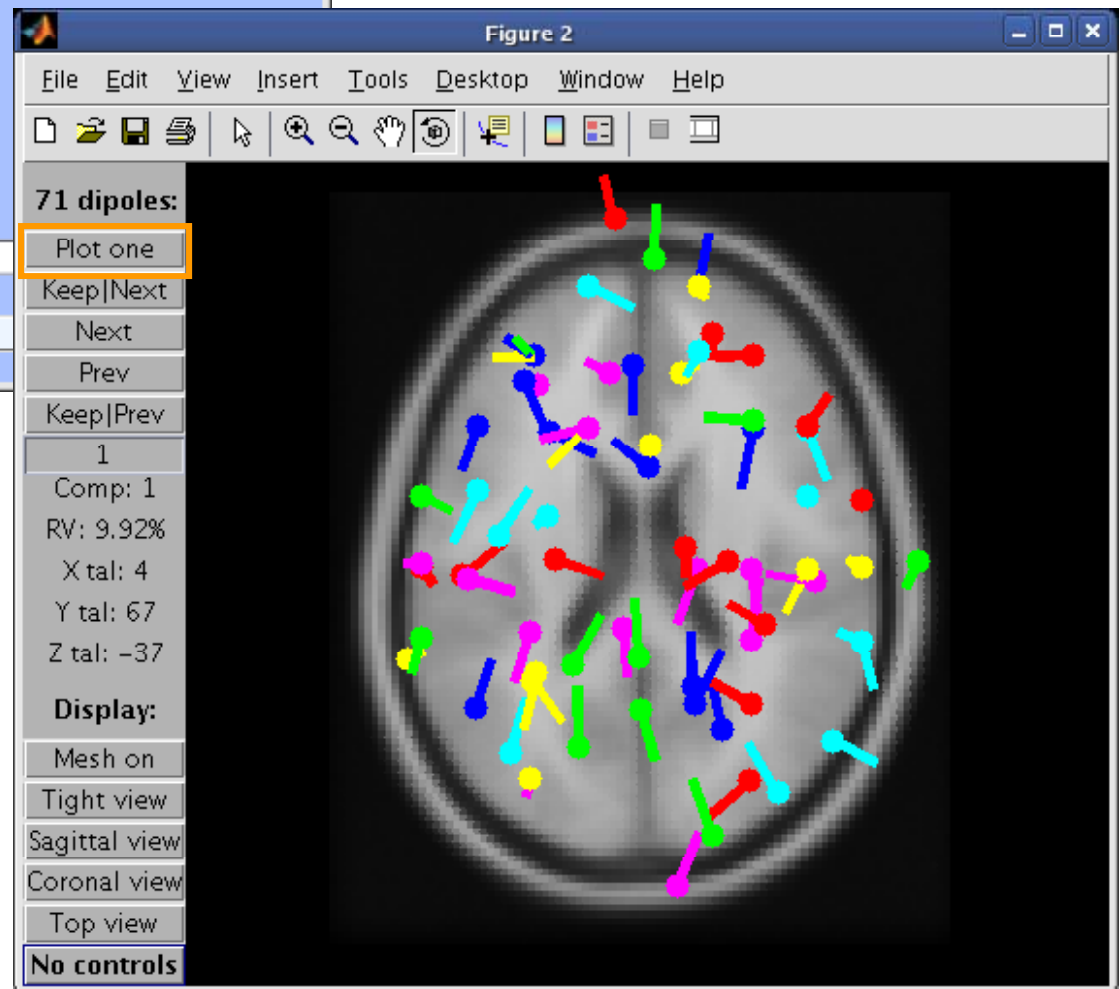 Figure 2
File Edit View Insert Tools Desktop Window Help
71 dipoles:
Plot one
Keep|Next
Next
Prev
Keep|Prev
1
Comp: 1
RV: 9.92%
X tal: 4
Y tal: 67
Z tal: −37
Display:
Mesh on
Tight view
Sagittal view
Coronal view
Top view
No controls